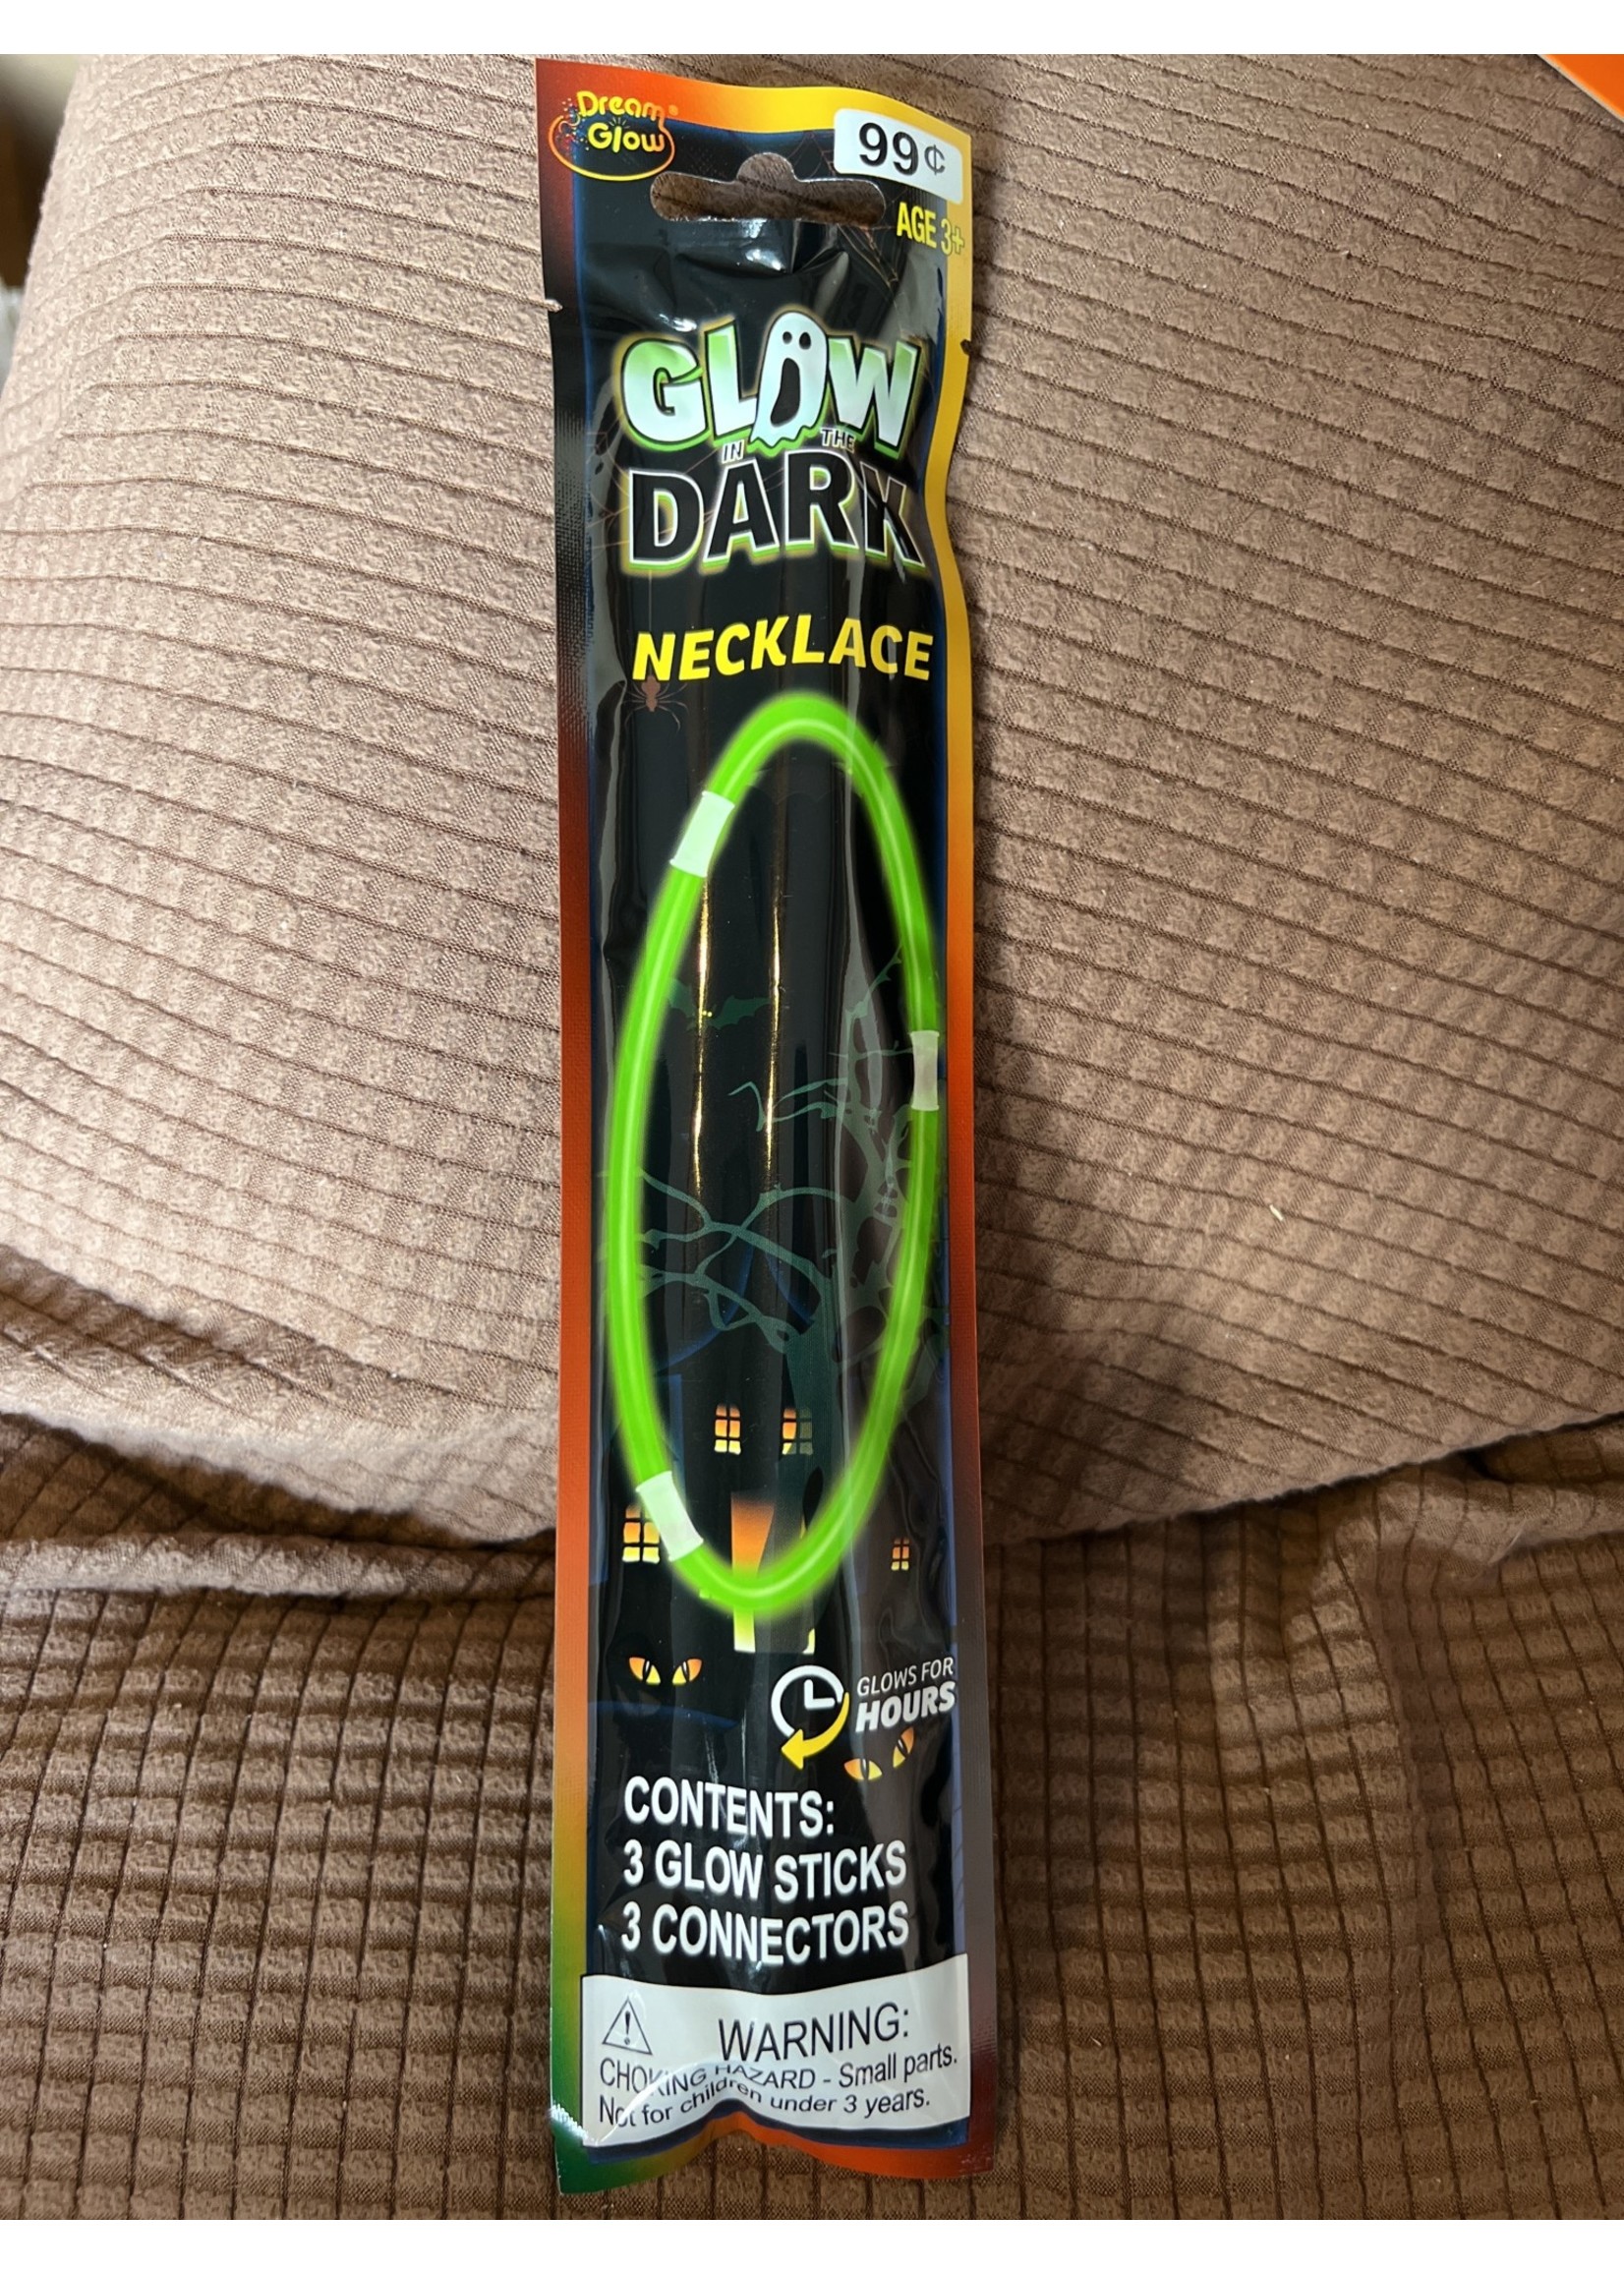 Dream®
Glow
99¢
AGE 3+
GLOW
IN THE
DARK
NECKLACE
GLOWS FOR
HOURS
CONTENTS:
3 GLOW STICKS
3 CONNECTORS
WARNING:
CHOKING HAZARD - Small parts.
Not for children under 3 years.